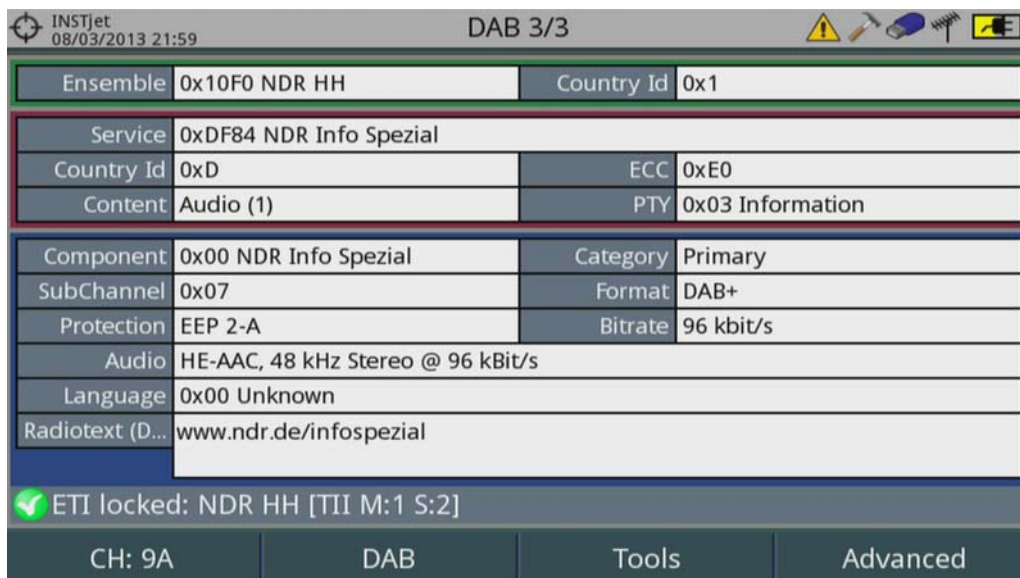 INSTjet
08/03/2013 21:59
DAB 3/3
Ensemble 0x10F0 NDR HH Country Id 0x1
Service 0xDF84 NDR Info Spezial
Country Id 0xD ECC 0xE0
Content Audio (1) PTY 0x03 Information
Component 0x00 NDR Info Spezial Category Primary
SubChannel 0x07 Format DAB+
Protection EEP 2-A Bitrate 96 kbit/s
Audio HE-AAC, 48 kHz Stereo @ 96 kBit/s
Language 0x00 Unknown
Radiotext (D... www.ndr.de/infospezial
ETI locked: NDR HH [TII M:1 S:2]
CH: 9A DAB Tools Advanced